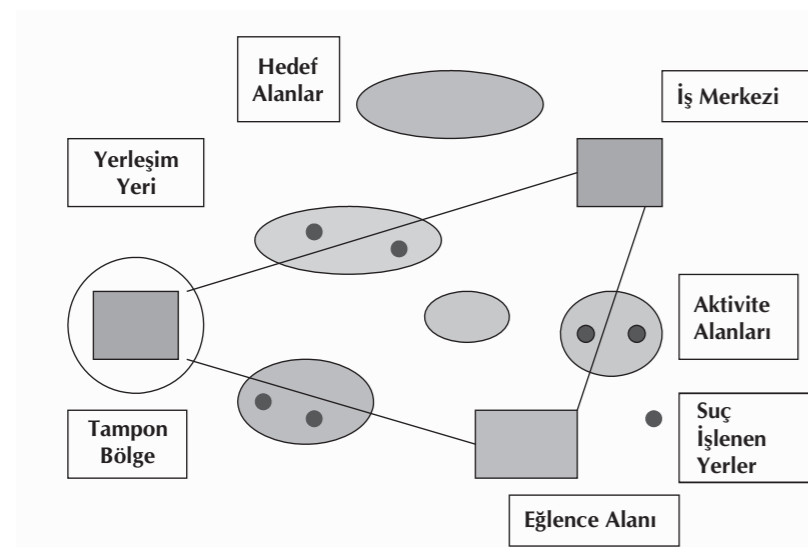 Hedef
Alanlar
İş Merkezi
Yerleşim
Yeri
Aktivite
Alanları
Tampon
Bölge
Suç
İşlenen
Yerler
Eğlence Alanı